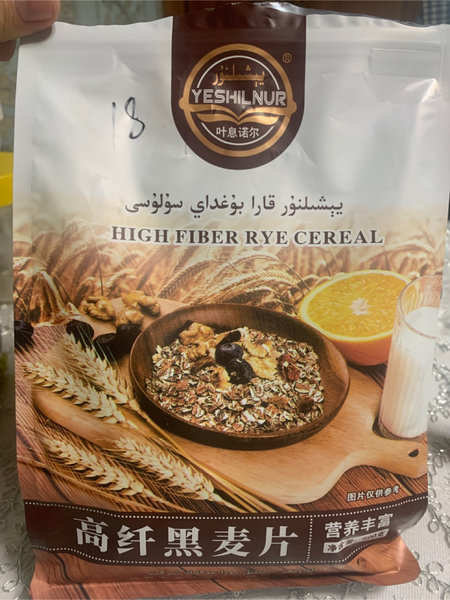 يېشىلنۇر
®
YESHILNUR
叶息诺尔
18
يېشىلنۇر قارا بۇغداي سۇلۇسى
HIGH FIBER RYE CEREAL
图片仅供参考
高纤黑麦片
营养丰富